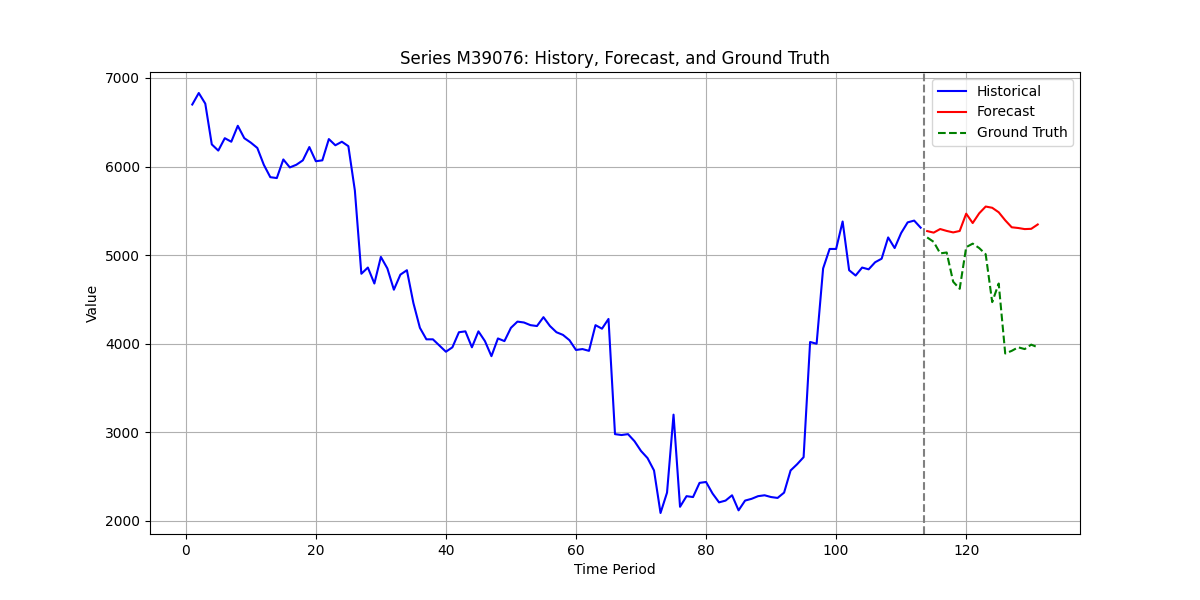 Series M39076: History, Forecast, and Ground Truth
Historical
Forecast
Ground Truth
7000
6000
5000
4000
3000
2000
Value
0 20 40 60 80 100 120
Time Period